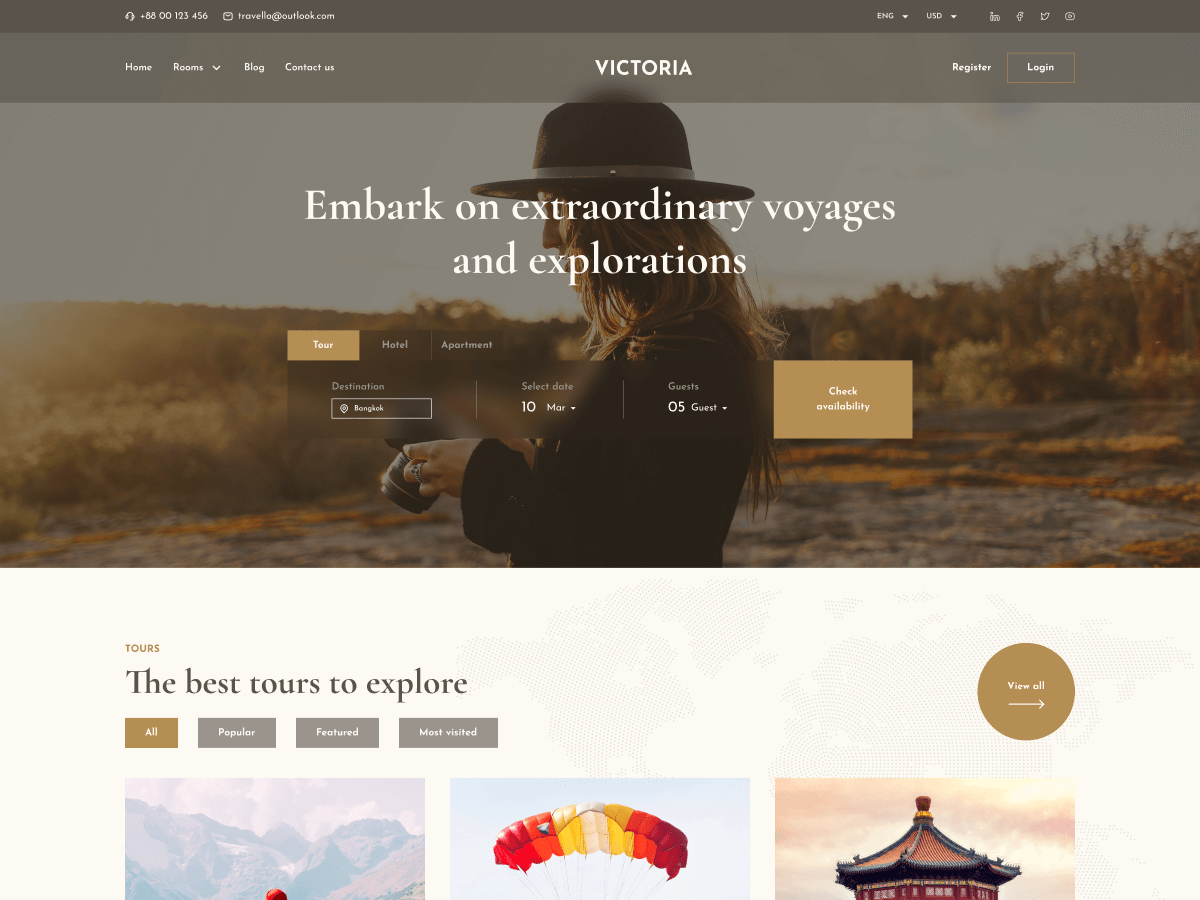 +88 00 123 456 travello@outlook.com ENG USD
Home Rooms Blog Contact us VICTORIA Register Login
Embark on extraordinary voyages
and explorations
Tour Hotel Apartment
Destination Select date Guests
Bangkok 10 Mar 05 Guest
Check
availability
TOURS
The best tours to explore
View all
All Popular Featured Most visited